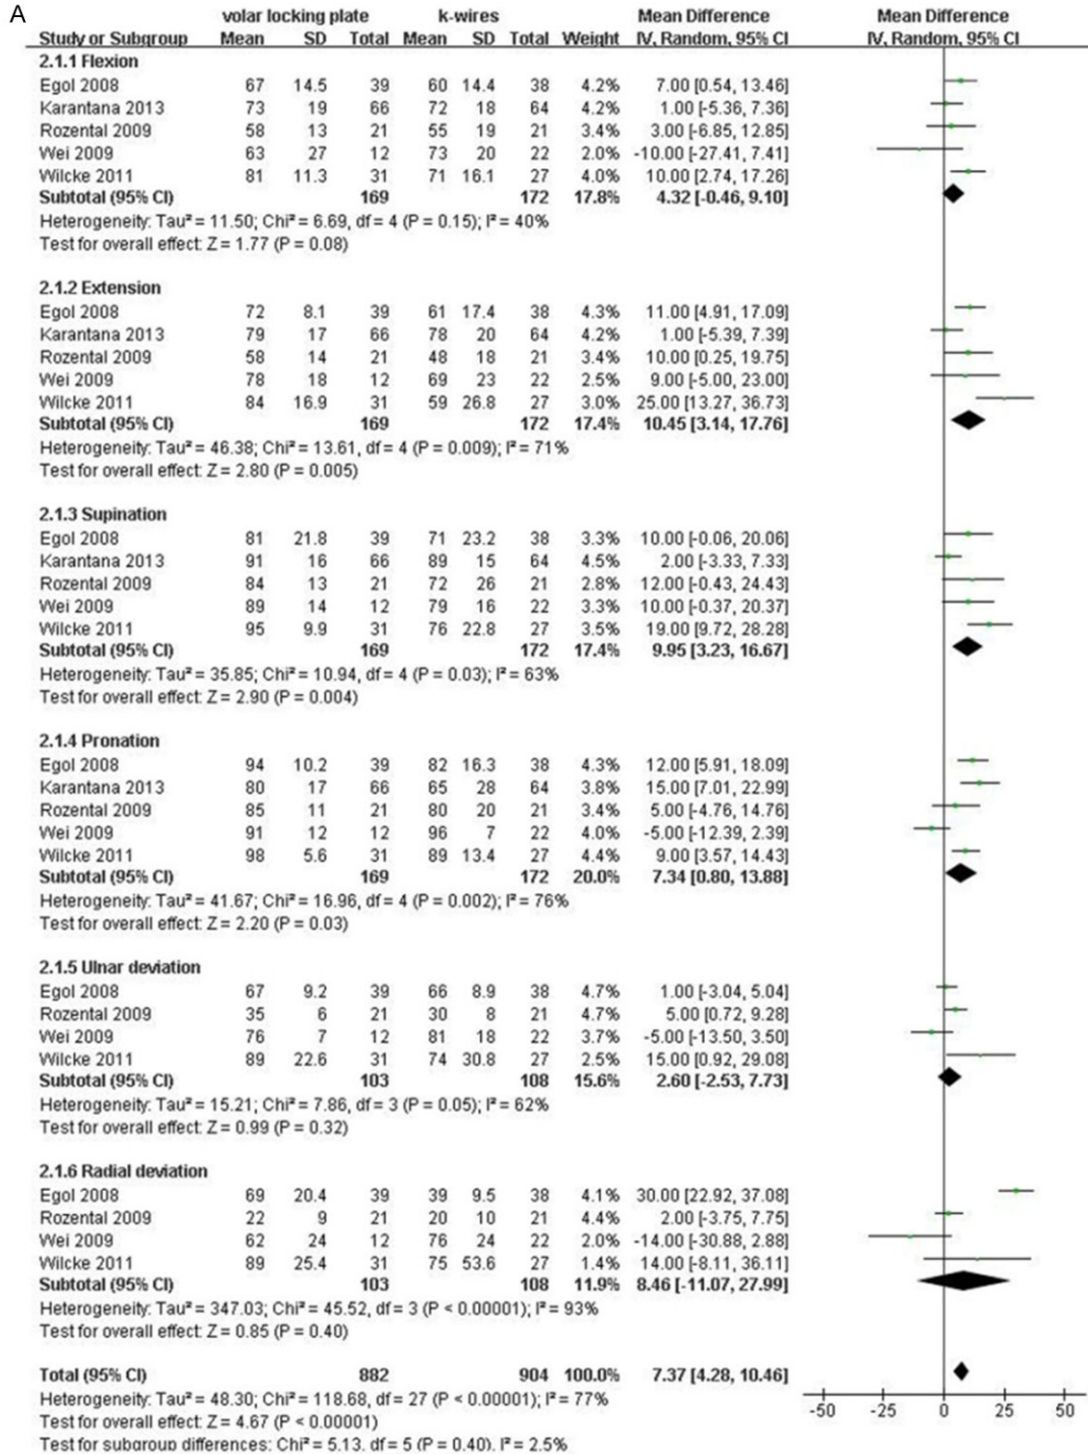 A
volar locking plate k-wires Mean Difference Mean Difference
Study or Subgroup Mean SD Total Mean SD Total Weight IV, Random, 95% CI IV, Random, 95% CI
2.1.1 Flexion
Egol 2008 67 14.5 39 60 14.4 38 4.2% 7.00 [0.54, 13.46]
Karantana 2013 73 19 66 72 18 64 4.2% 1.00 [-5.36, 7.36]
Rozental 2009 58 13 21 55 19 21 3.4% 3.00 [-6.85, 12.85]
Wei 2009 63 27 12 73 20 22 2.0% -10.00 [-27.41, 7.41]
Wilcke 2011 81 11.3 31 71 16.1 27 4.0% 10.00 [2.74, 17.26]
Subtotal (95% CI) 169 172 17.8% 4.32 [-0.46, 9.10]
Heterogeneity: Tau² = 11.50; Chi² = 6.69, df = 4 (P = 0.15); I² = 40%
Test for overall effect: Z = 1.77 (P = 0.08)
2.1.2 Extension
Egol 2008 72 8.1 39 61 17.4 38 4.3% 11.00 [4.91, 17.09]
Karantana 2013 79 17 66 78 20 64 4.2% 1.00 [-5.39, 7.39]
Rozental 2009 58 14 21 48 18 21 3.4% 10.00 [0.25, 19.75]
Wei 2009 78 18 12 69 23 22 2.5% 9.00 [-5.00, 23.00]
Wilcke 2011 84 16.9 31 59 26.8 27 3.0% 25.00 [13.27, 36.73]
Subtotal (95% CI) 169 172 17.4% 10.45 [3.14, 17.76]
Heterogeneity: Tau² = 46.38; Chi² = 13.61, df = 4 (P = 0.009); I² = 71%
Test for overall effect: Z = 2.80 (P = 0.005)
2.1.3 Supination
Egol 2008 81 21.8 39 71 23.2 38 3.3% 10.00 [-0.06, 20.06]
Karantana 2013 91 16 66 89 15 64 4.5% 2.00 [-3.33, 7.33]
Rozental 2009 84 13 21 72 26 21 2.8% 12.00 [-0.43, 24.43]
Wei 2009 89 14 12 79 16 22 3.3% 10.00 [-0.37, 20.37]
Wilcke 2011 95 9.9 31 76 22.8 27 3.5% 19.00 [9.72, 28.28]
Subtotal (95% CI) 169 172 17.4% 9.95 [3.23, 16.67]
Heterogeneity: Tau² = 35.85; Chi² = 10.94, df = 4 (P = 0.03); I² = 63%
Test for overall effect: Z = 2.90 (P = 0.004)
2.1.4 Pronation
Egol 2008 94 10.2 39 82 16.3 38 4.3% 12.00 [5.91, 18.09]
Karantana 2013 80 17 66 65 28 64 3.8% 15.00 [7.01, 22.99]
Rozental 2009 85 11 21 80 20 21 3.4% 5.00 [-4.76, 14.76]
Wei 2009 91 12 12 96 7 22 4.0% -5.00 [-12.39, 2.39]
Wilcke 2011 98 5.6 31 89 13.4 27 4.4% 9.00 [3.57, 14.43]
Subtotal (95% CI) 169 172 20.0% 7.34 [0.80, 13.88]
Heterogeneity: Tau² = 41.67; Chi² = 16.96, df = 4 (P = 0.002); I² = 76%
Test for overall effect: Z = 2.20 (P = 0.03)
2.1.5 Ulnar deviation
Egol 2008 67 9.2 39 66 8.9 38 4.7% 1.00 [-3.04, 5.04]
Rozental 2009 35 6 21 30 8 21 4.7% 5.00 [0.72, 9.28]
Wei 2009 76 7 12 81 18 22 3.7% -5.00 [-13.50, 3.50]
Wilcke 2011 89 22.6 31 74 30.8 27 2.5% 15.00 [0.92, 29.08]
Subtotal (95% CI) 103 108 15.6% 2.60 [-2.53, 7.73]
Heterogeneity: Tau² = 15.21; Chi² = 7.86, df = 3 (P = 0.05); I² = 62%
Test for overall effect: Z = 0.99 (P = 0.32)
2.1.6 Radial deviation
Egol 2008 69 20.4 39 39 9.5 38 4.1% 30.00 [22.92, 37.08]
Rozental 2009 22 9 21 20 10 21 4.4% 2.00 [-3.75, 7.75]
Wei 2009 62 24 12 76 24 22 2.0% -14.00 [-30.88, 2.88]
Wilcke 2011 89 25.4 31 75 53.6 27 1.4% 14.00 [-8.11, 36.11]
Subtotal (95% CI) 103 108 11.9% 8.46 [-11.07, 27.99]
Heterogeneity: Tau² = 347.03; Chi² = 45.52, df = 3 (P < 0.00001); I² = 93%
Test for overall effect: Z = 0.85 (P = 0.40)
Total (95% CI) 882 904 100.0% 7.37 [4.28, 10.46]
Heterogeneity: Tau² = 48.30; Chi² = 118.68, df = 27 (P < 0.00001); I² = 77%
-50 -25 0 25 50
Test for overall effect: Z = 4.67 (P < 0.00001)
Test for subgroup differences: Chi² = 5.13, df = 5 (P = 0.40), I² = 2.5%